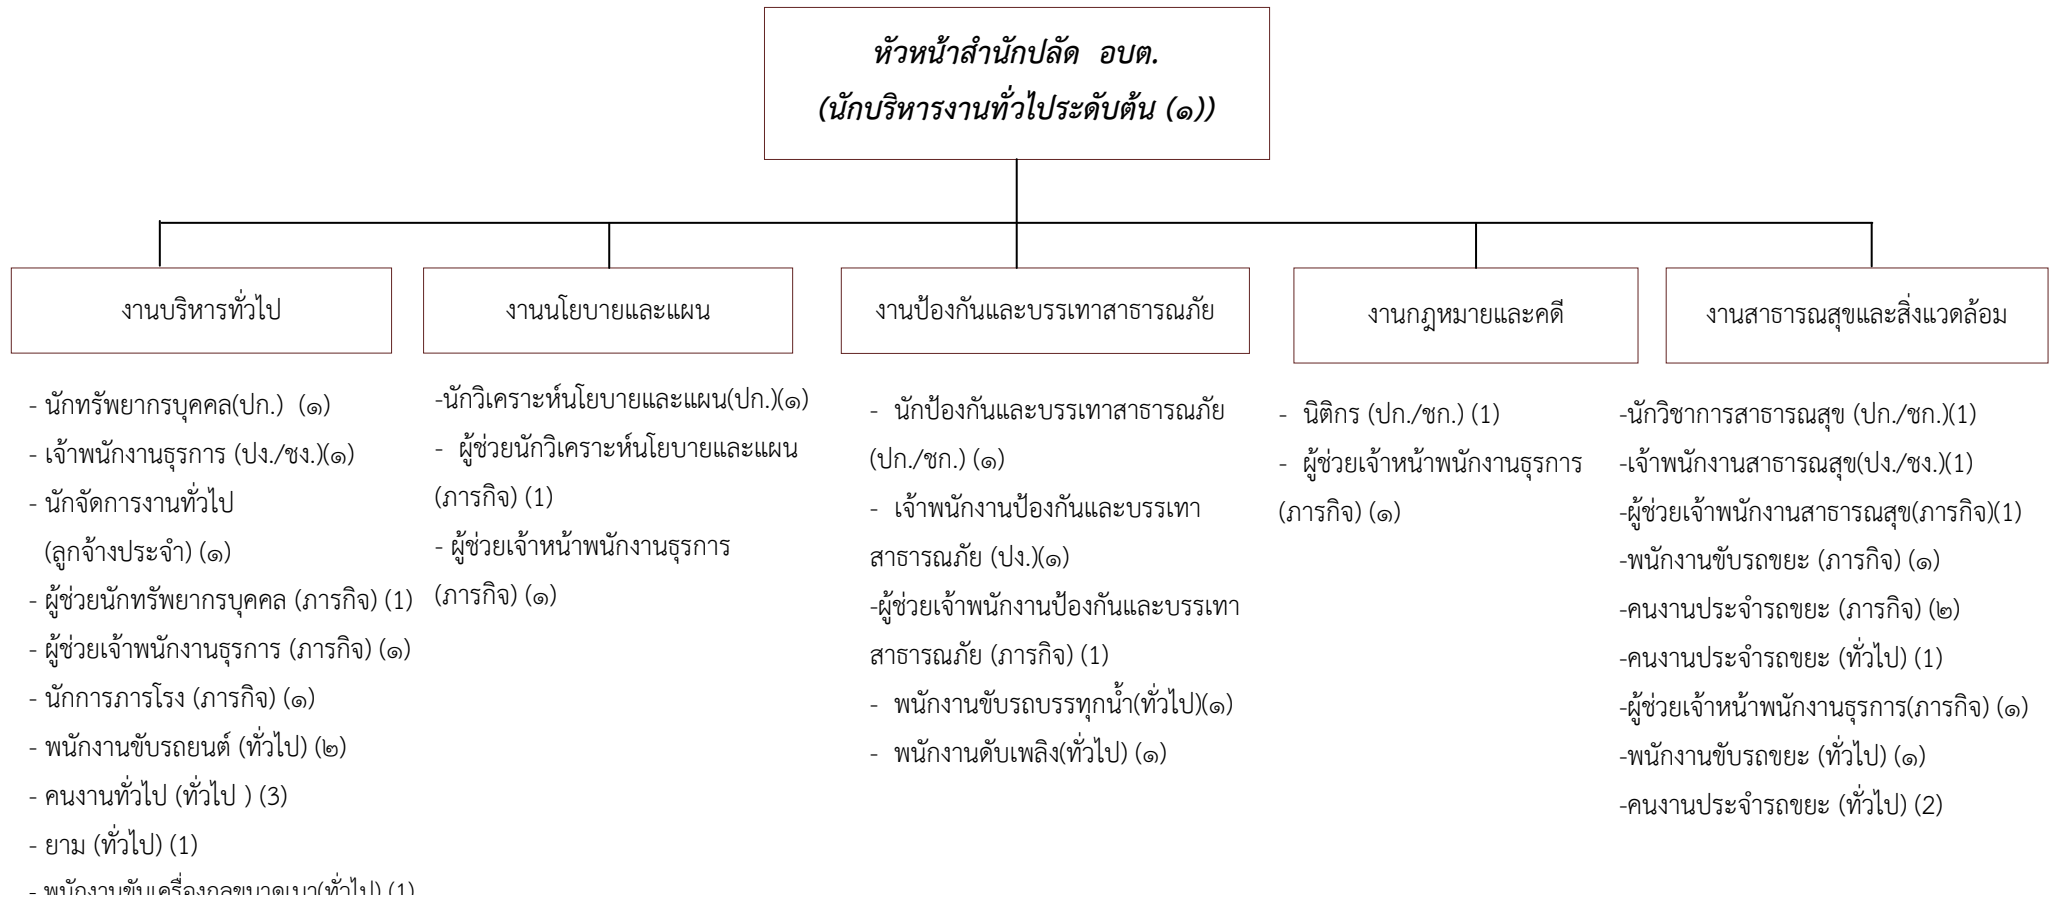 หัวหน้าสำนักปลัด  อบต.
(นักบริหารงานทั่วไประดับต้น (๑))
งานบริหารทั่วไป
- นักทรัพยากรบุคคล(ปก.)  (๑)
- เจ้าพนักงานธุรการ (ปง./ชง.)(๑)
- นักจัดการงานทั่วไป
(ลูกจ้างประจำ) (๑)
- ผู้ช่วยนักทรัพยากรบุคคล (ภารกิจ) (1)
- ผู้ช่วยเจ้าพนักงานธุรการ (ภารกิจ) (๑)
- นักการภารโรง (ภารกิจ) (๑)
- พนักงานขับรถยนต์ (ทั่วไป) (๒)
- คนงานทั่วไป (ทั่วไป ) (3)
- ยาม (ทั่วไป) (1)
- พนักงานขับเครื่องกลขนาดเบา(ทั่วไป) (1)
งานนโยบายและแผน
-นักวิเคราะห์นโยบายและแผน(ปก.)(๑)
-  ผู้ช่วยนักวิเคราะห์นโยบายและแผน
(ภารกิจ) (1)
- ผู้ช่วยเจ้าหน้าพนักงานธุรการ
(ภารกิจ) (๑)
งานป้องกันและบรรเทาสาธารณภัย
-  นักป้องกันและบรรเทาสาธารณภัย
(ปก./ชก.) (๑)
-  เจ้าพนักงานป้องกันและบรรเทา
สาธารณภัย (ปง.)(๑)
-ผู้ช่วยเจ้าพนักงานป้องกันและบรรเทา
สาธารณภัย (ภารกิจ) (1)
-  พนักงานขับรถบรรทุกน้ำ(ทั่วไป)(๑)
-  พนักงานดับเพลิง(ทั่วไป) (๑)
งานกฎหมายและคดี
-  นิติกร (ปก./ชก.) (1)
-  ผู้ช่วยเจ้าหน้าพนักงานธุรการ
(ภารกิจ) (๑)
งานสาธารณสุขและสิ่งแวดล้อม
-นักวิชาการสาธารณสุข (ปก./ชก.)(1)
-เจ้าพนักงานสาธารณสุข(ปง./ชง.)(1)
-ผู้ช่วยเจ้าพนักงานสาธารณสุข(ภารกิจ)(1)
-พนักงานขับรถขยะ (ภารกิจ) (๑)
-คนงานประจำรถขยะ (ภารกิจ) (๒)
-คนงานประจำรถขยะ (ทั่วไป) (1)
-ผู้ช่วยเจ้าหน้าพนักงานธุรการ(ภารกิจ) (๑)
-พนักงานขับรถขยะ (ทั่วไป) (๑)
-คนงานประจำรถขยะ (ทั่วไป) (2)